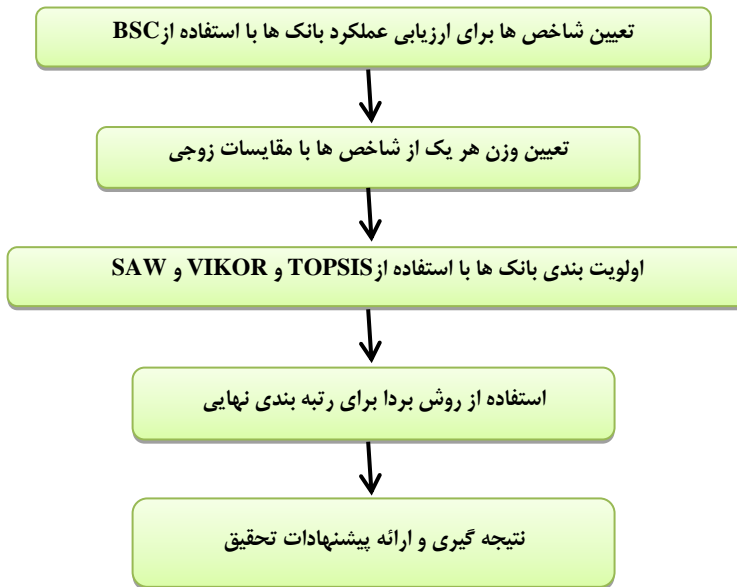 تعیین شاخص ها برای ارزیابی عملکرد بانک ها با استفاده ازBSC
تعیین وزن هر یک از شاخص ها با مقایسات زوجی
اولویت بندی بانک ها با استفاده ازTOPSIS و VIKOR و SAW
استفاده از روش بردا برای رتبه بندی نهایی
نتیجه گیری و ارائه پیشنهادات تحقیق